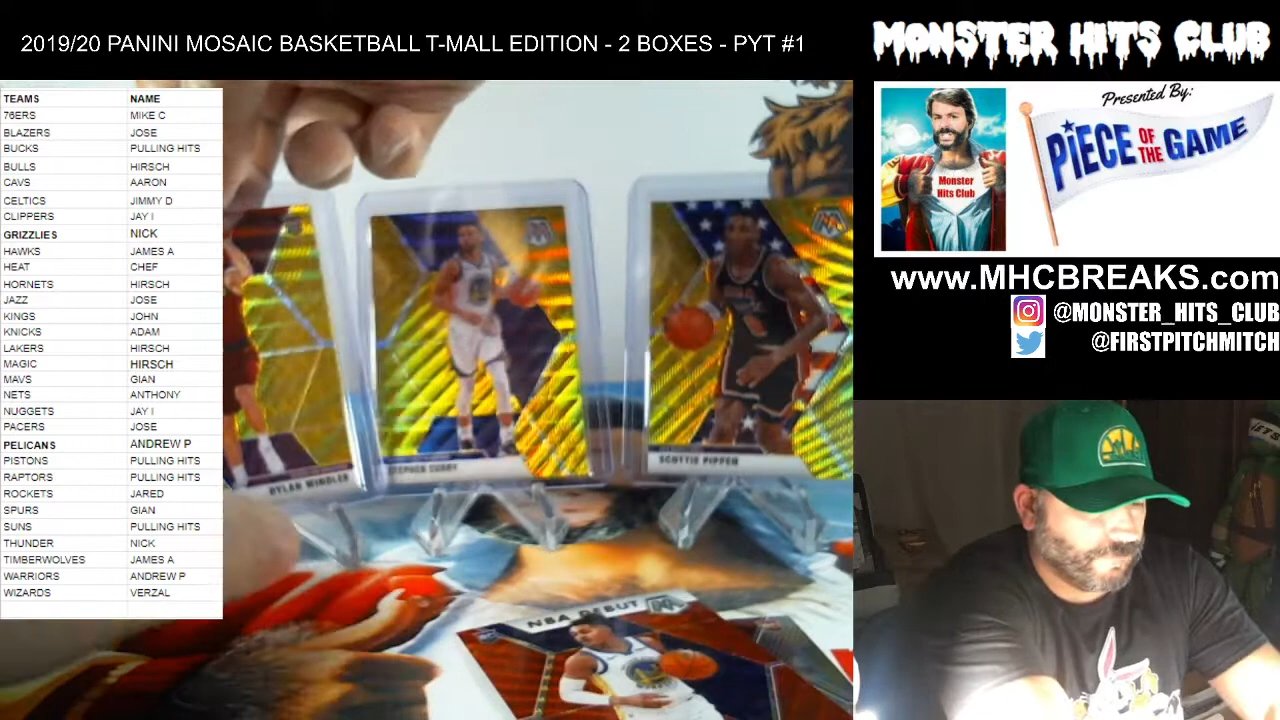 2019/20 PANINI MOSAIC BASKETBALL T-MALL EDITION - 2 BOXES - PYT #1
MONSTER HITS CLUB
Presented By:
PIECE OF THE GAME
Monster
Hits Club
www.MHCBREAKS.com
@MONSTER_HITS_CLUB
@FIRSTPITCHMITCH
TEAMS NAME
76ERS MIKE C
BLAZERS JOSE
BUCKS PULLING HITS
BULLS HIRSCH
CAVS AARON
CELTICS JIMMY D
CLIPPERS JAY I
GRIZZLIES NICK
HAWKS JAMES A
HEAT CHEF
HORNETS HIRSCH
JAZZ JOSE
KINGS JOHN
KNICKS ADAM
LAKERS HIRSCH
MAGIC HIRSCH
MAVS GIAN
NETS ANTHONY
NUGGETS JAY I
PACERS JOSE
PELICANS ANDREW P
PISTONS PULLING HITS
RAPTORS PULLING HITS
ROCKETS JARED
SPURS GIAN
SUNS PULLING HITS
THUNDER NICK
TIMBERWOLVES JAMES A
WARRIORS ANDREW P
WIZARDS VERZAL
DYLAN WINDLER
STEPHEN CURRY
SCOTTIE PIPPEN
NBA DEBUT